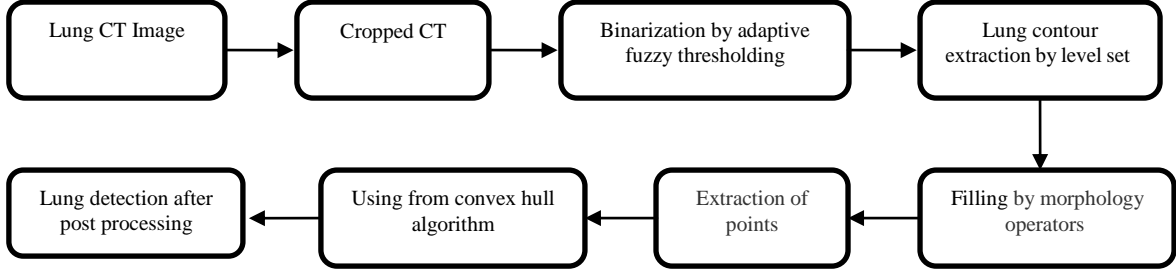 Lung CT Image
Cropped CT
Binarization by adaptive
fuzzy thresholding
Lung contour
extraction by level set
Filling by morphology
operators
Extraction of
points
Using from convex hull
algorithm
Lung detection after
post processing